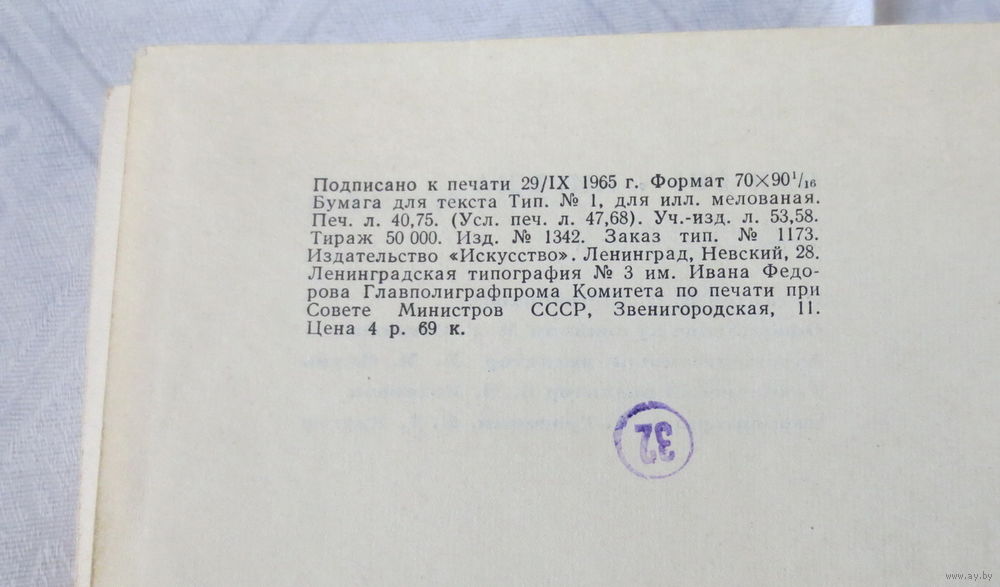 Подписано к печати 29/IX 1965 г. Формат 70×90¹/₁₆
Бумага для текста Тип. № 1, для илл. мелованая.
Печ. л. 40,75. (Усл. печ. л. 47,68). Уч.-изд. л. 53,58.
Тираж 50 000. Изд. № 1342. Заказ тип. № 1173.
Издательство «Искусство». Ленинград, Невский, 28.
Ленинградская типография № 3 им. Ивана Федо-
рова Главполиграфпрома Комитета по печати при
Совете Министров СССР, Звенигородская, 11.
Цена 4 р. 69 к.
32
www.ay.by